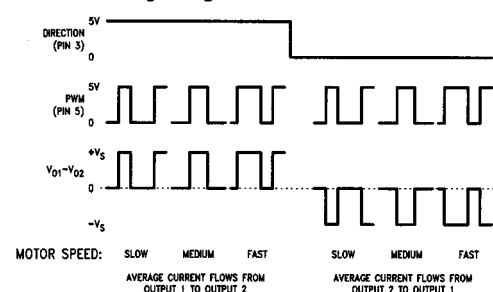 DIRECTION
(PIN 3)
5V
0
PWM
(PIN 5)
5V
0
V01-V02
+VS
0
-VS
MOTOR SPEED: SLOW MEDIUM FAST SLOW MEDIUM FAST
AVERAGE CURRENT FLOWS FROM
OUTPUT 1 TO OUTPUT 2
AVERAGE CURRENT FLOWS FROM
OUTPUT 2 TO OUTPUT 1